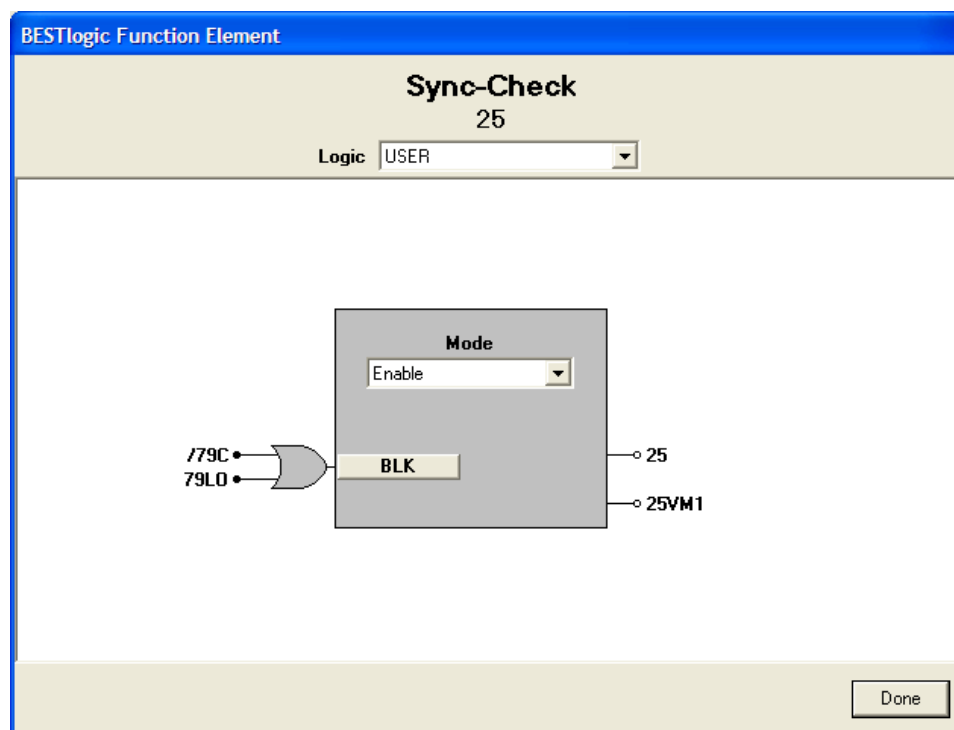 BESTlogic Function Element
Sync-Check
25
Logic USER
Mode
Enable
/79C
79LO
BLK
25
25VM1
Done